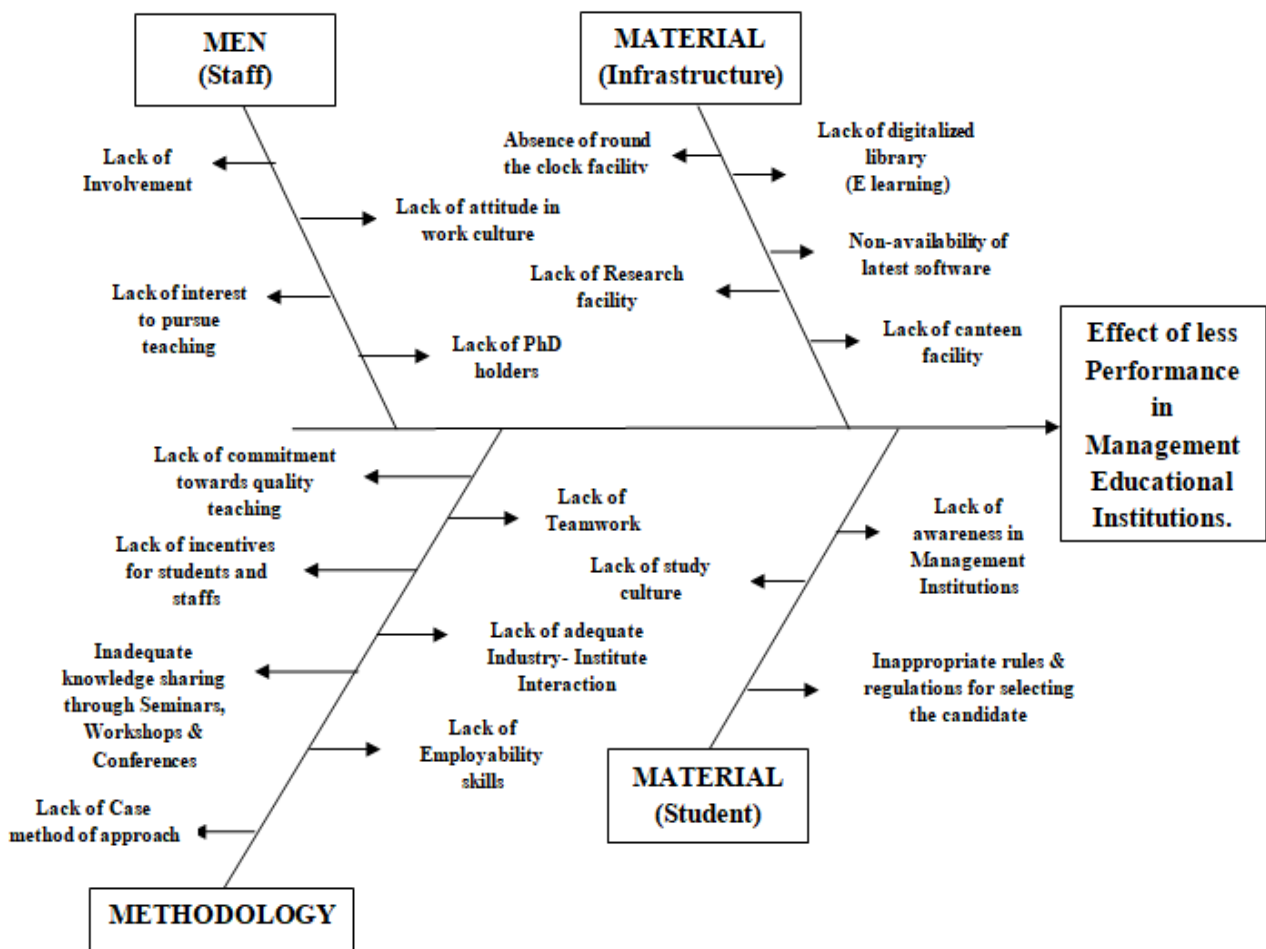 MEN
(Staff)
MATERIAL
(Infrastructure)
Lack of
Involvement
Lack of attitude in
work culture
Lack of interest
to pursue
teaching
Lack of PhD
holders
Absence of round
the clock facility
Lack of digitalized
library
(E learning)
Non-availability of
latest software
Lack of Research
facility
Lack of canteen
facility
Effect of less
Performance
in
Management
Educational
Institutions.
Lack of commitment
towards quality
teaching
Lack of
Teamwork
Lack of incentives
for students and
staffs
Lack of adequate
Industry- Institute
Interaction
Inadequate
knowledge sharing
through Seminars,
Workshops &
Conferences
Lack of
Employability
skills
Lack of Case
method of approach
METHODOLOGY
Lack of
awareness in
Management
Institutions
Lack of study
culture
Inappropriate rules &
regulations for selecting
the candidate
MATERIAL
(Student)